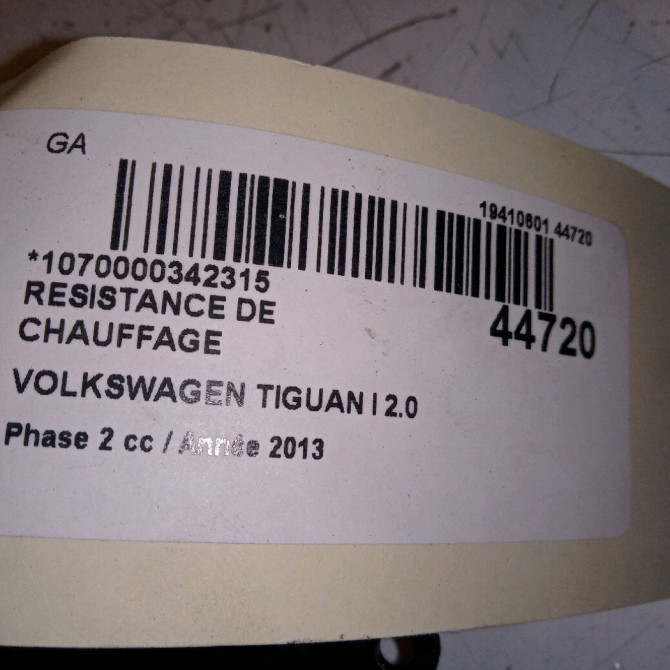 GA
19410601 44720
*1070000342315
RESISTANCE DE
CHAUFFAGE
44720
VOLKSWAGEN TIGUAN I 2.0
Phase 2 cc / Année 2013